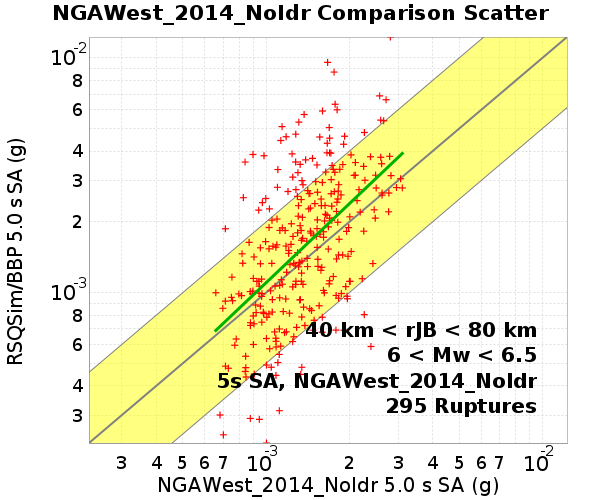 NGAWest_2014_NoIdr Comparison Scatter
RSQSim/BBP 5.0 s SA (g)
10-2
8
6
4
3
2
10-3
8
6
4
3
40 km < rJB < 80 km
6 < Mw < 6.5
5s SA, NGAWest_2014_NoIdr
295 Ruptures
3 4 5 6 7 10-3 2 3 4 5 6 7 10-2
NGAWest_2014_NoIdr 5.0 s SA (g)